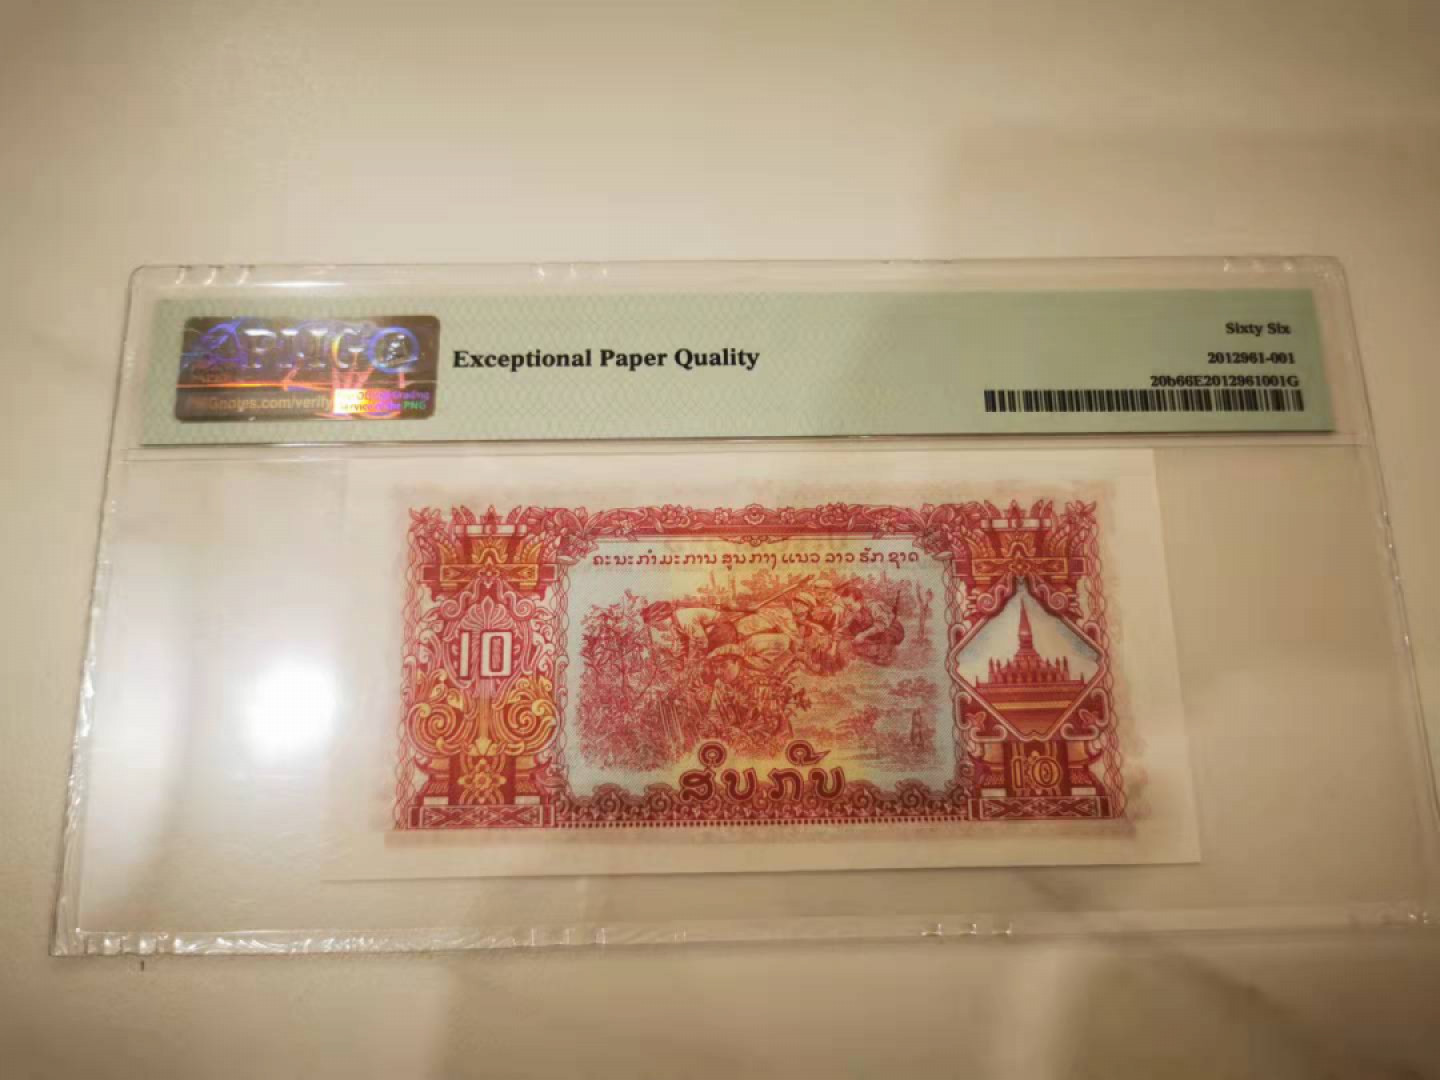 PMG
Exceptional Paper Quality
Sixty Six
2012961-001
20b66E2012961001G
PMGnotes.com/verify
Grading
PNG
ຄະນະກຳມະການ ສູນກາງ ແນວ ລາວ ຮັກ ຊາດ
10
ສິບກີບ
10